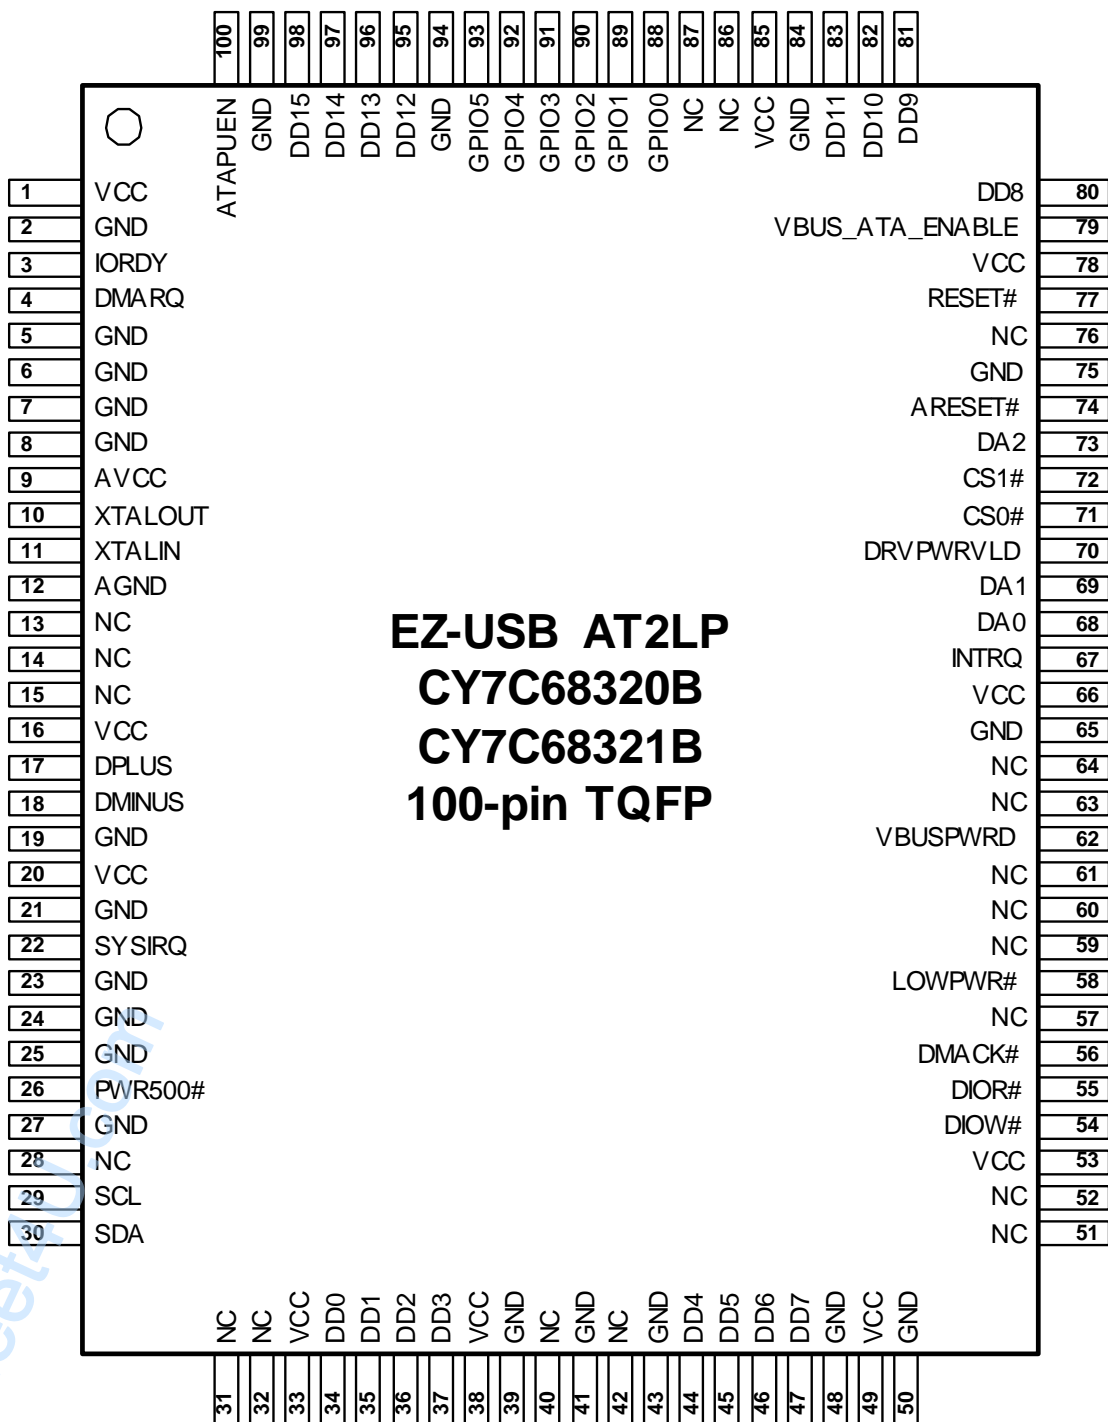 100 99 98 97 96 95 94 93 92 91 90 89 88 87 86 85 84 83 82 81
ATAPUEN GND DD15 DD14 DD13 DD12 GND GPIO5 GPIO4 GPIO3 GPIO2 GPIO1 GPIO0 NC NC VCC GND DD11 DD10 DD9
1 VCC DD8 80
2 GND VBUS_ATA_ENABLE 79
3 IORDY VCC 78
4 DMARQ RESET# 77
5 GND NC 76
6 GND GND 75
7 GND ARESET# 74
8 GND DA2 73
9 AVCC CS1# 72
10 XTALOUT CS0# 71
11 XTALIN DRVPWRVLD 70
12 AGND DA1 69
13 NC DA0 68
14 NC INTRQ 67
15 NC VCC 66
16 VCC GND 65
17 DPLUS NC 64
18 DMINUS NC 63
19 GND VBUSPWRD 62
20 VCC NC 61
21 GND NC 60
22 SYSIRQ NC 59
23 GND LOWPWR# 58
24 GND NC 57
25 GND DMACK# 56
26 PWR500# DIOR# 55
27 GND DIOW# 54
28 NC VCC 53
29 SCL NC 52
30 SDA NC 51
EZ-USB AT2LP
CY7C68320B
CY7C68321B
100-pin TQFP
NC NC VCC DD0 DD1 DD2 DD3 VCC GND NC GND NC GND DD4 DD5 DD6 DD7 GND VCC GND
31 32 33 34 35 36 37 38 39 40 41 42 43 44 45 46 47 48 49 50
eet4U.com